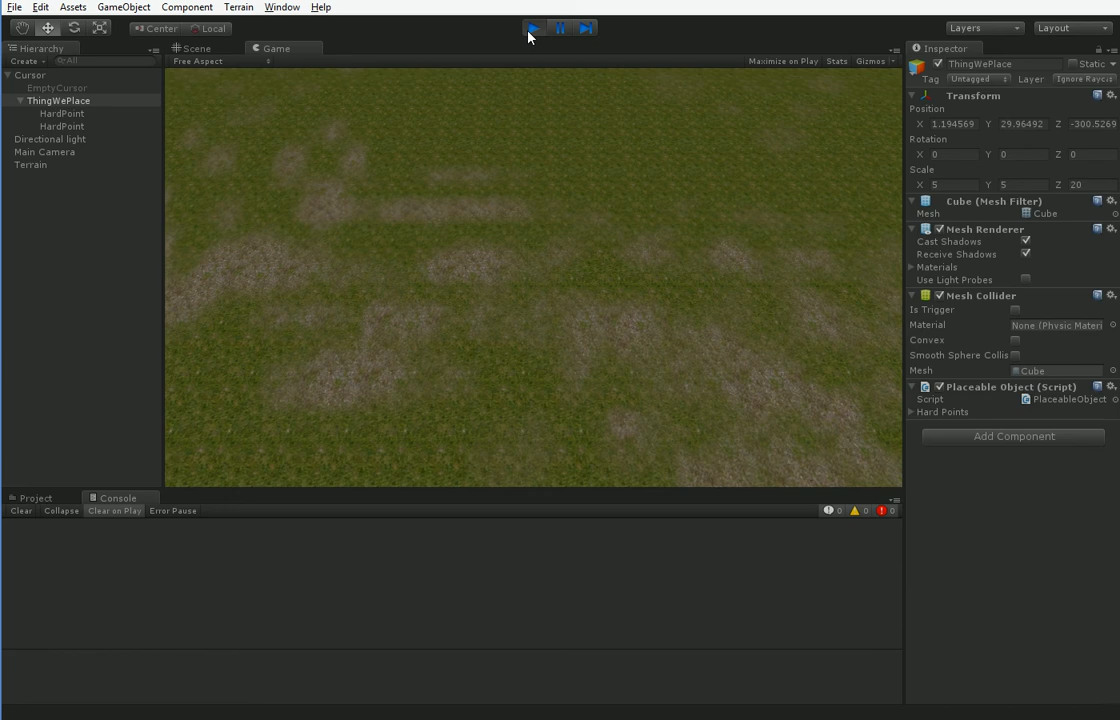 File Edit Assets GameObject Component Terrain Window Help
Center Local Layers Layout
Hierarchy Scene Game Inspector
Create All Free Aspect Maximize on Play Stats Gizmos ThingWePlace Static
Cursor Tag Untagged Layer Ignore Rayc
EmptyCursor
ThingWePlace Transform
Position
HardPoint
X 1.194569 Y 29.96492 Z -300.5269
HardPoint
Directional light Rotation
Main Camera X 0 Y 0 Z 0
Terrain Scale
X 5 Y 5 Z 20
Cube (Mesh Filter)
Mesh Cube
Mesh Renderer
Cast Shadows
Receive Shadows
Materials
Use Light Probes
Mesh Collider
Is Trigger
Material None (Physic Materi
Convex
Smooth Sphere Collis
Mesh Cube
Placeable Object (Script)
Script PlaceableObject
Hard Points
Add Component
Project Console
Clear Collapse Clear on Play Error Pause 0 0 0